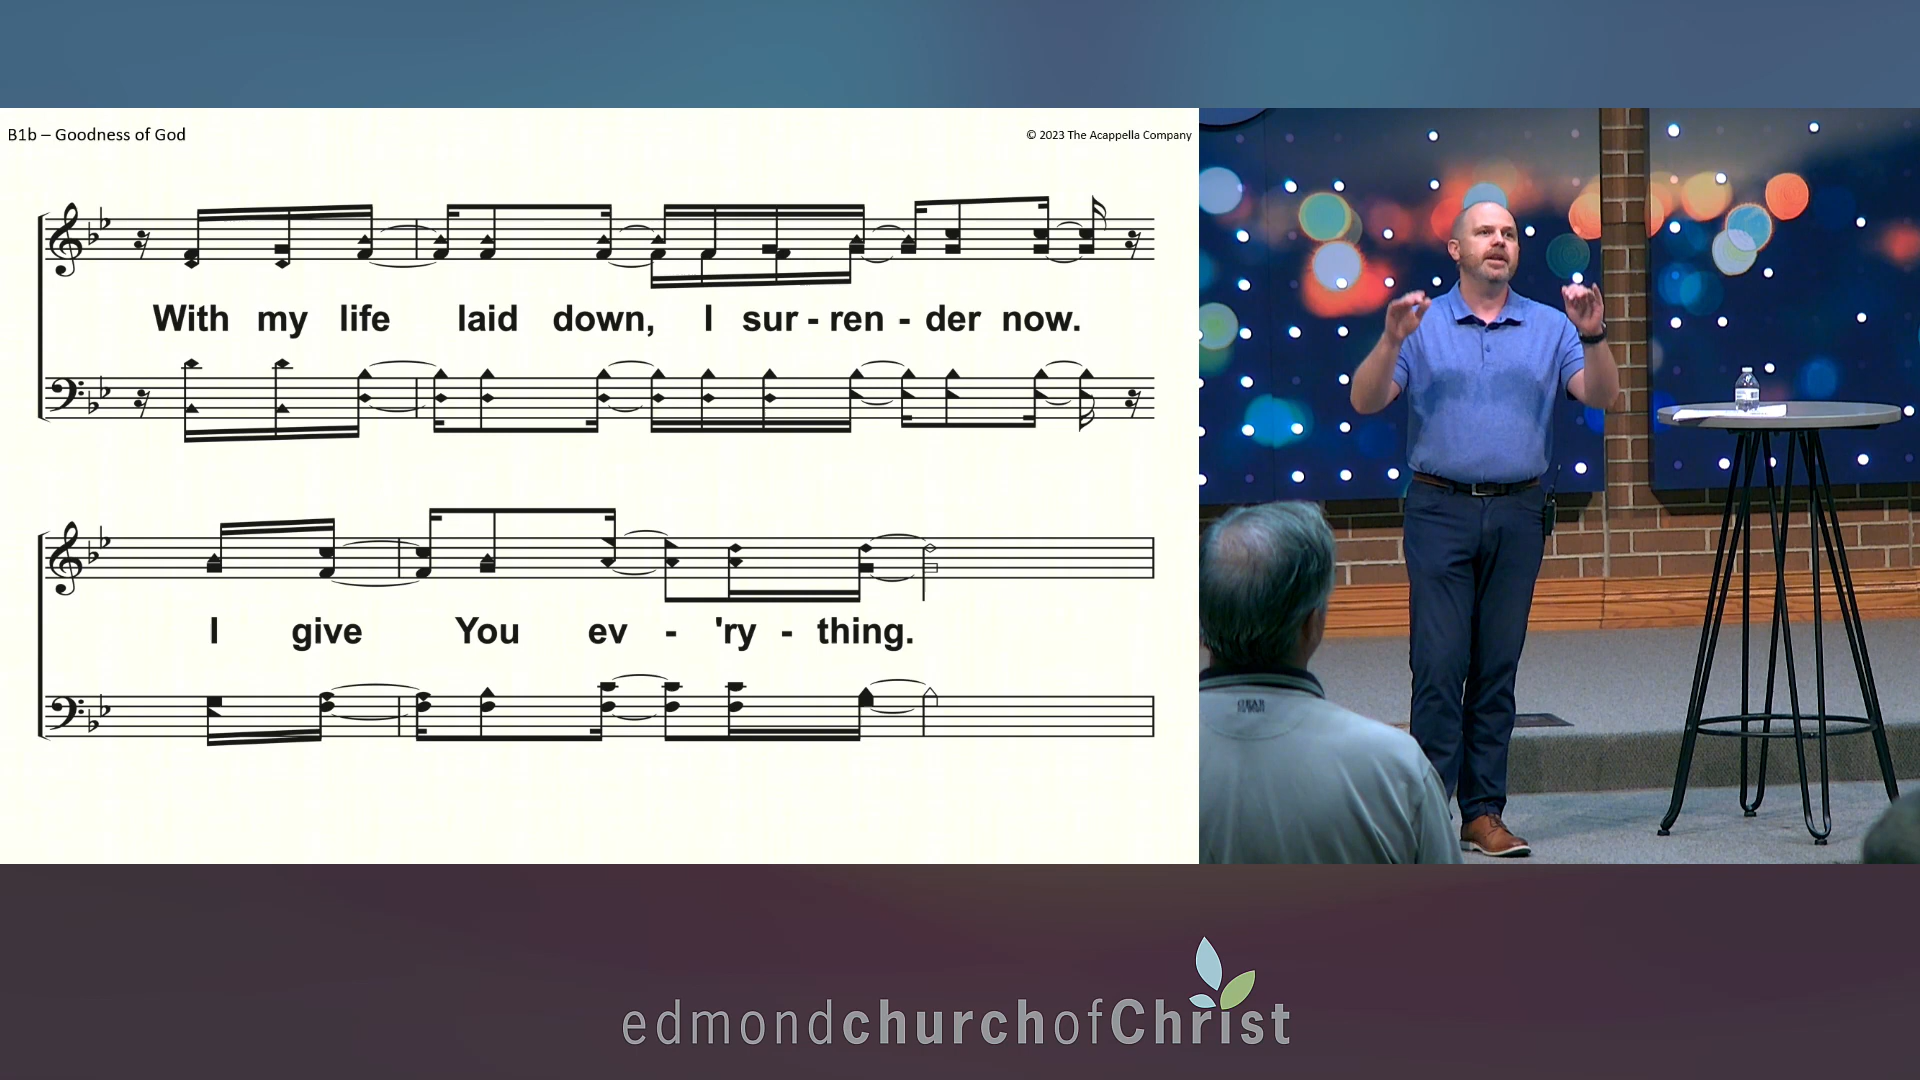 B1b – Goodness of God
© 2023 The Acappella Company
With my life laid down, I sur - ren - der now.
I give You ev - 'ry - thing.
edmondchurchofChrist